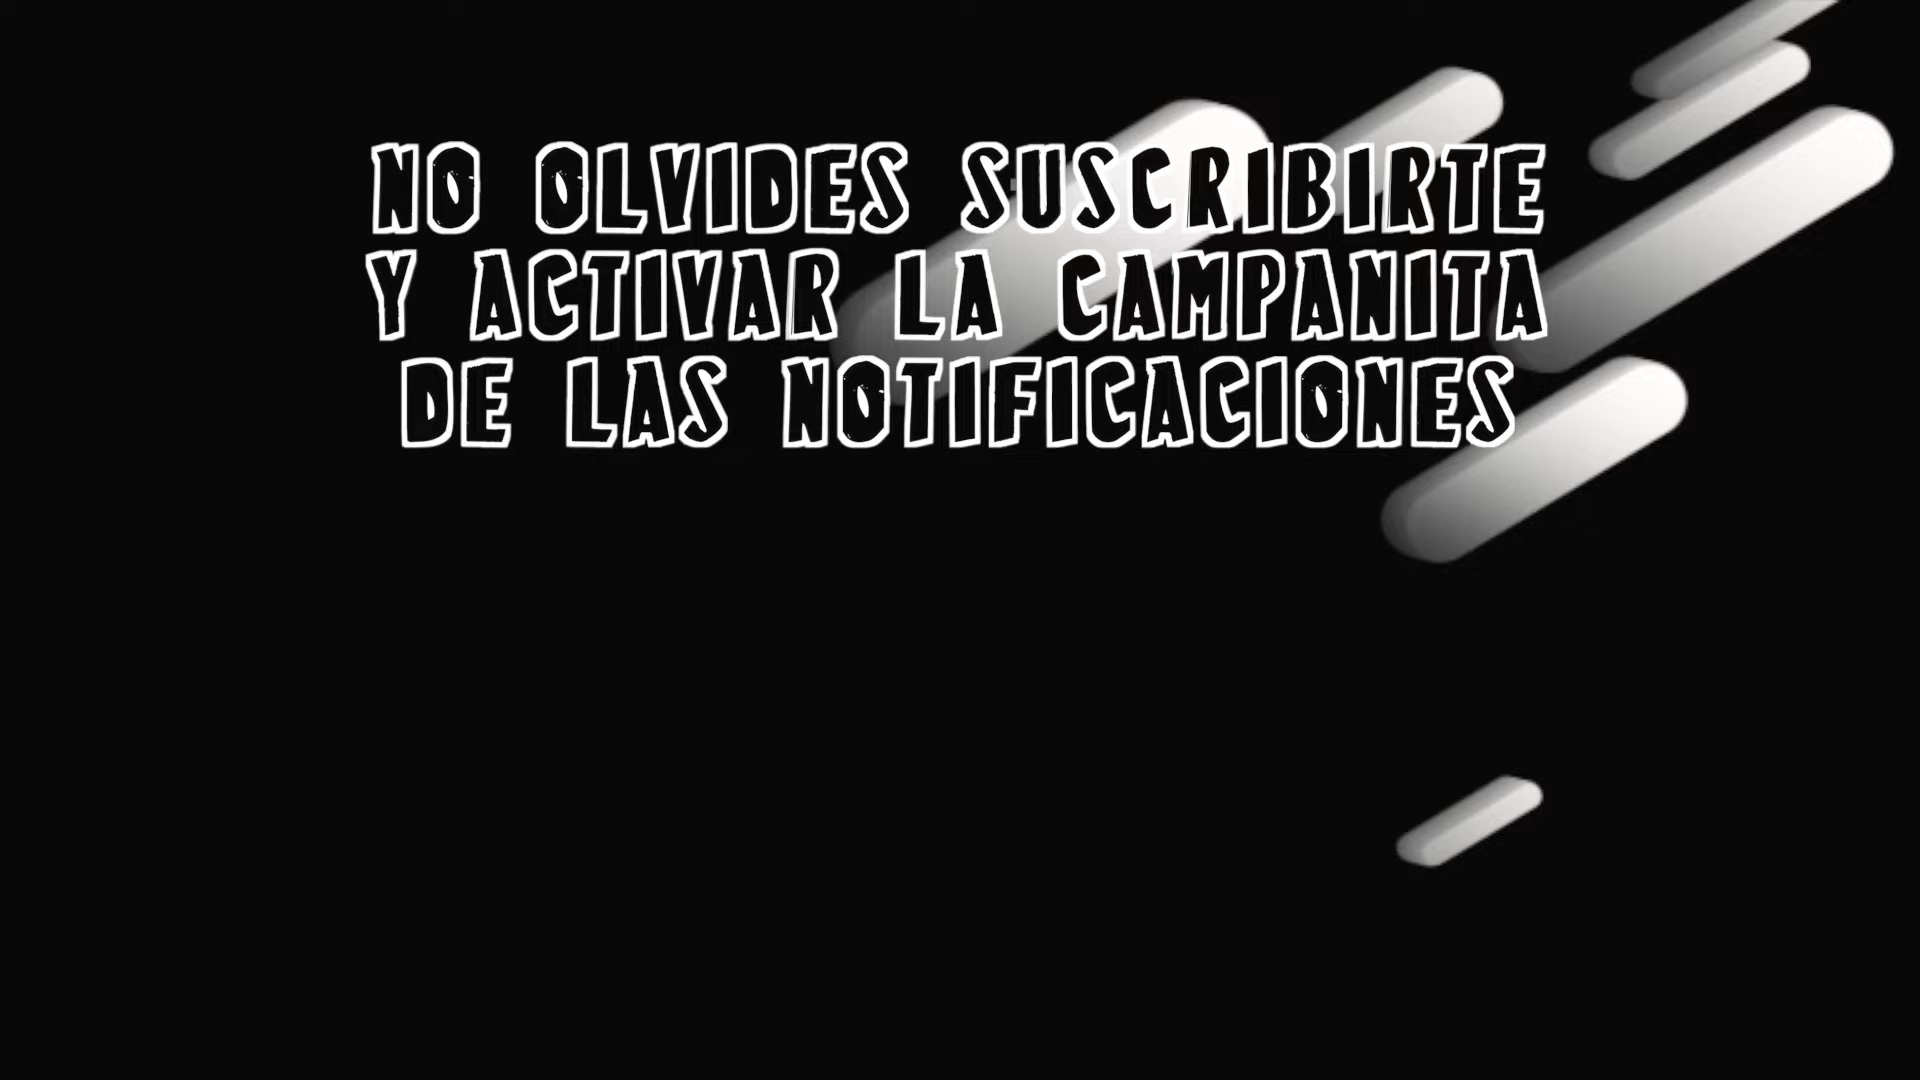 NO OLVIDES SUSCRIBIRTE
Y ACTIVAR LA CAMPANITA
DE LAS NOTIFICACIONES